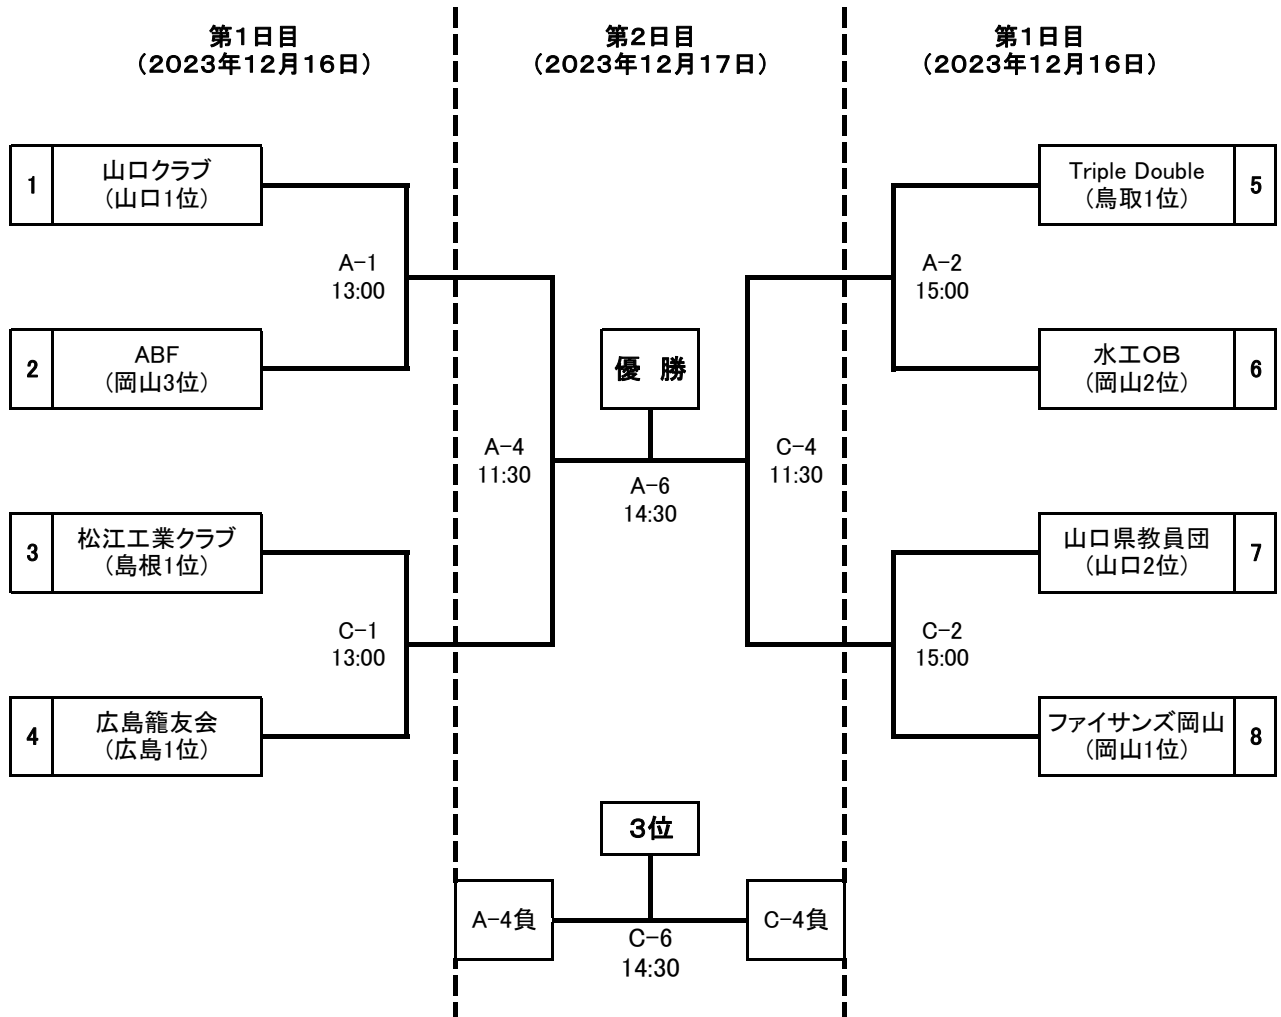 第１日目
（２０２３年１２月１６日）
第２日目
（２０２３年１２月１７日）
第１日目
（２０２３年１２月１６日）
1
山口クラブ
（山口1位）
2
ABF
（岡山3位）
3
松江工業クラブ
（島根1位）
4
広島籠友会
（広島1位）
A-1
13:00
C-1
13:00
A-4
11:30
優　勝
A-6
14:30
C-4
11:30
A-2
15:00
C-2
15:00
Triple Double
（鳥取1位）
5
水工ＯＢ
（岡山2位）
6
山口県教員団
（山口2位）
7
ファイサンズ岡山
（岡山1位）
8
３位
A-4負
C-4負
C-6
14:30